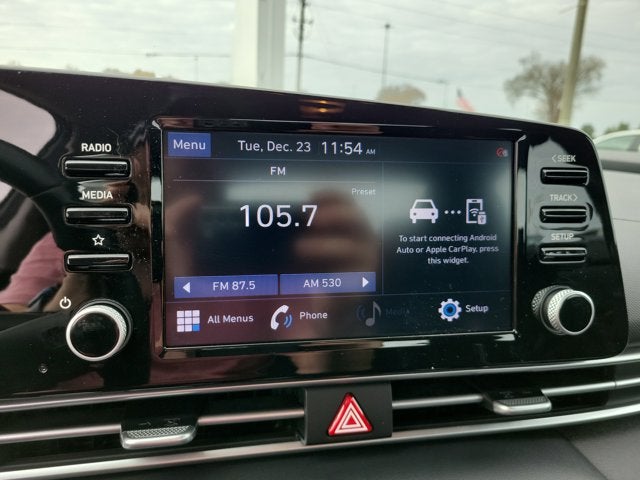 RADIO
MEDIA
Menu
Tue, Dec. 23 11:54 AM
FM
Preset
105.7
To start connecting Android
Auto or Apple CarPlay, press
this widget.
FM 87.5
AM 530
All Menus
Phone
Media
Setup
<SEEK
TRACK>
SETUP